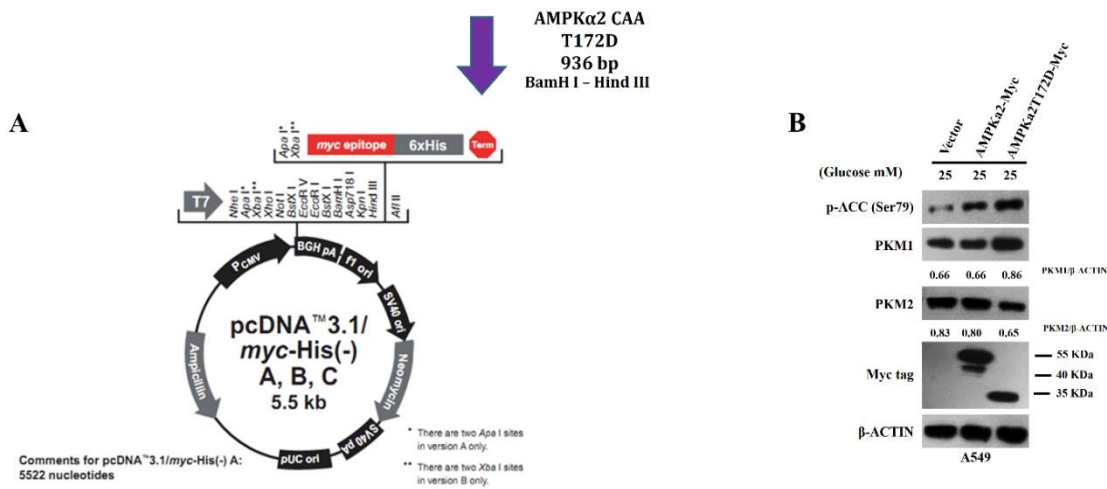 AMPKα2 CAA
T172D
936 bp
BamH I – Hind III
A
Apa I*
Xba I**
myc epitope
6xHis
Term
T7
Nhe I
Apa I*
Xba I**
Xho I
Not I
BstX I
EcoR V
EcoR I
BstX I
BamH I
Asp718 I
Kpn I
Hind III
Afl II
PCMV
BGH pA
f1 ori
SV40 ori
Neomycin
SV40 pA
pUC ori
Ampicillin
pcDNA™3.1/
myc-His(-)
A, B, C
5.5 kb
* There are two Apa I sites
in version A only.
** There are two Xba I sites
in version B only.
Comments for pcDNA™3.1/myc-His(-) A:
5522 nucleotides
B
Vector
AMPKa2-Myc
AMPKa2T172D-Myc
(Glucose mM) 25 25 25
p-ACC (Ser79)
PKM1
0.66 0.66 0.86 PKM1/β-ACTIN
PKM2
0.83 0.80 0.65 PKM2/β-ACTIN
Myc tag
55 KDa
40 KDa
35 KDa
β-ACTIN
A549